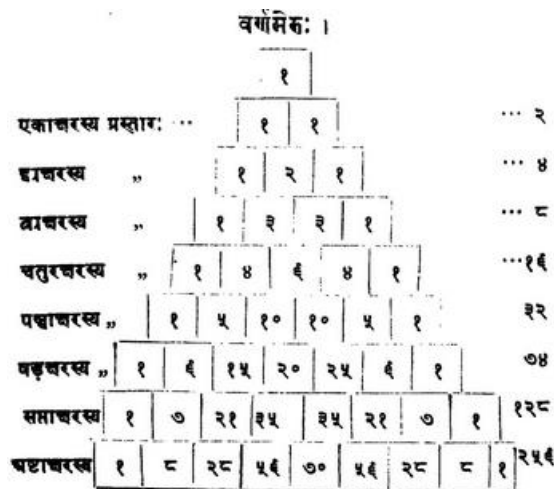 वर्णमेरुः ।
१
एकाक्षरस्य प्रस्तारः ... १ १ ... २
द्व्यक्षरस्य „ १ २ १ ... ४
त्र्यक्षरस्य „ १ ३ ३ १ ... ८
चतुरक्षरस्य „ १ ४ ६ ४ १ ...१६
पञ्चाक्षरस्य „ १ ५ १० १० ५ १ ३२
षडक्षरस्य „ १ ६ १५ २० २५ ६ १ ७४
सप्ताक्षरस्य १ ७ २१ ३५ ३५ २१ ७ १ १२८
अष्टाक्षरस्य १ ८ २८ ५६ ७० ५६ २८ ८ १ २५६